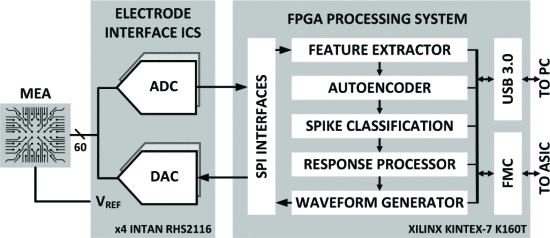 ELECTRODE
INTERFACE ICS
FPGA PROCESSING SYSTEM
MEA
60
V_REF
ADC
DAC
x4 INTAN RHS2116
SPI INTERFACES
FEATURE EXTRACTOR
AUTOENCODER
SPIKE CLASSIFICATION
RESPONSE PROCESSOR
WAVEFORM GENERATOR
USB 3.0
FMC
TO PC
TO ASIC
XILINX KINTEX-7 K160T